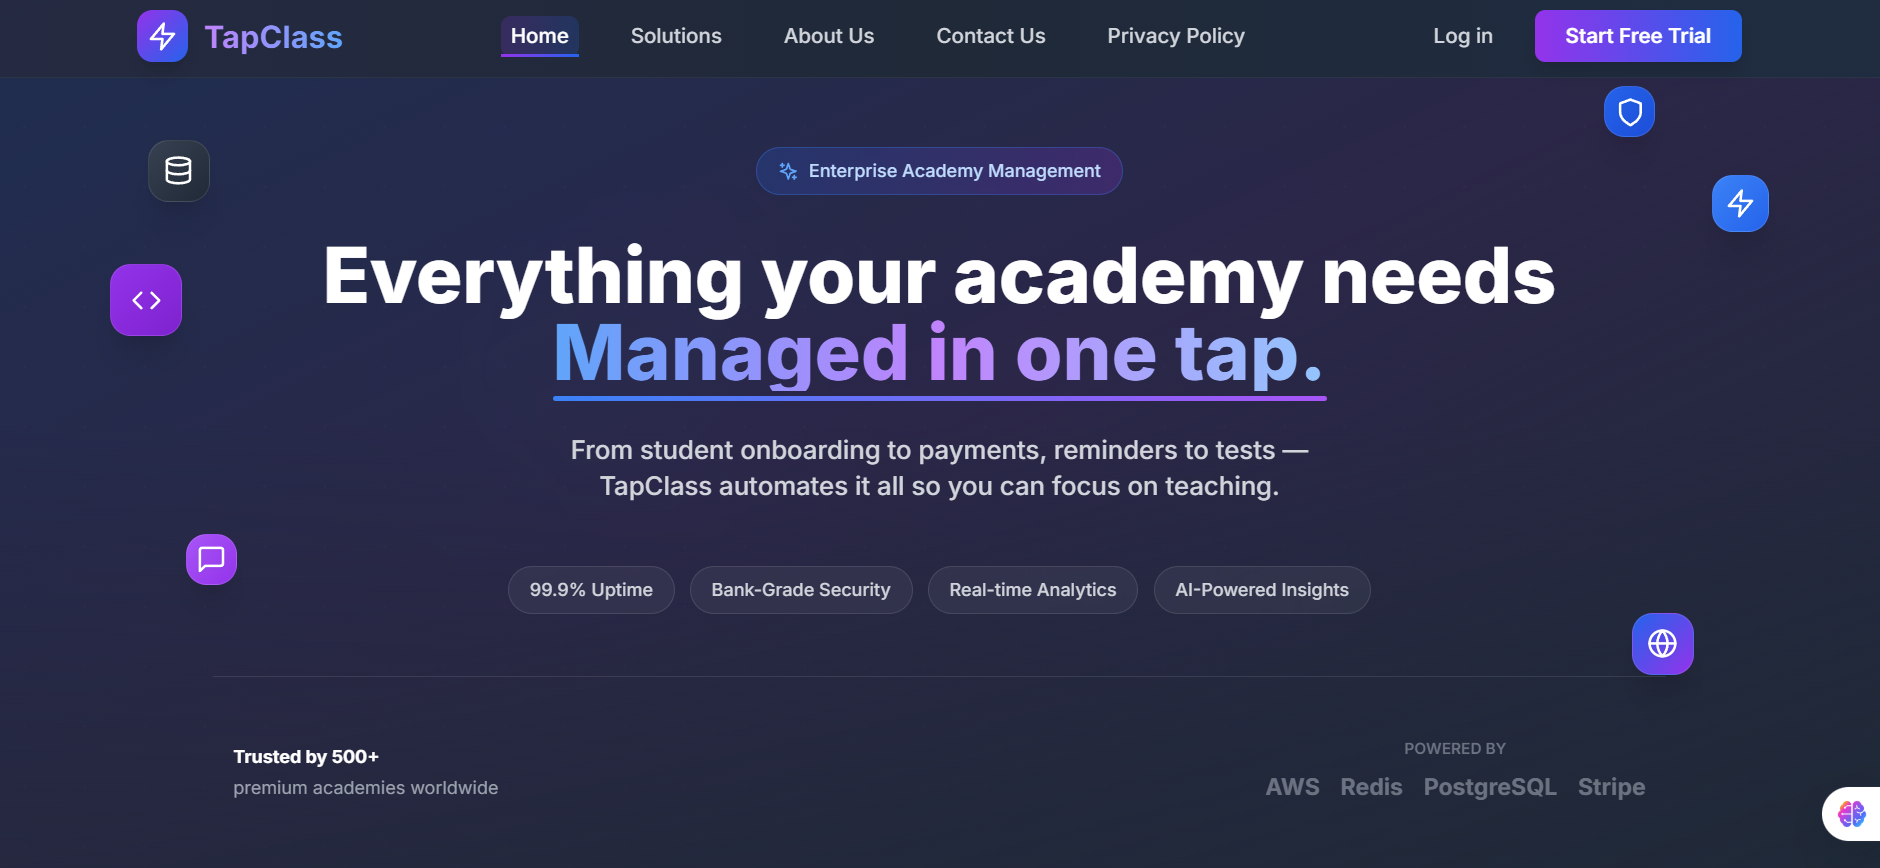 TapClass
Home
Solutions
About Us
Contact Us
Privacy Policy
Log in
Start Free Trial
Enterprise Academy Management
Everything your academy needs
Managed in one tap.
From student onboarding to payments, reminders to tests —
TapClass automates it all so you can focus on teaching.
99.9% Uptime
Bank-Grade Security
Real-time Analytics
AI-Powered Insights
Trusted by 500+
premium academies worldwide
POWERED BY
AWS Redis PostgreSQL Stripe